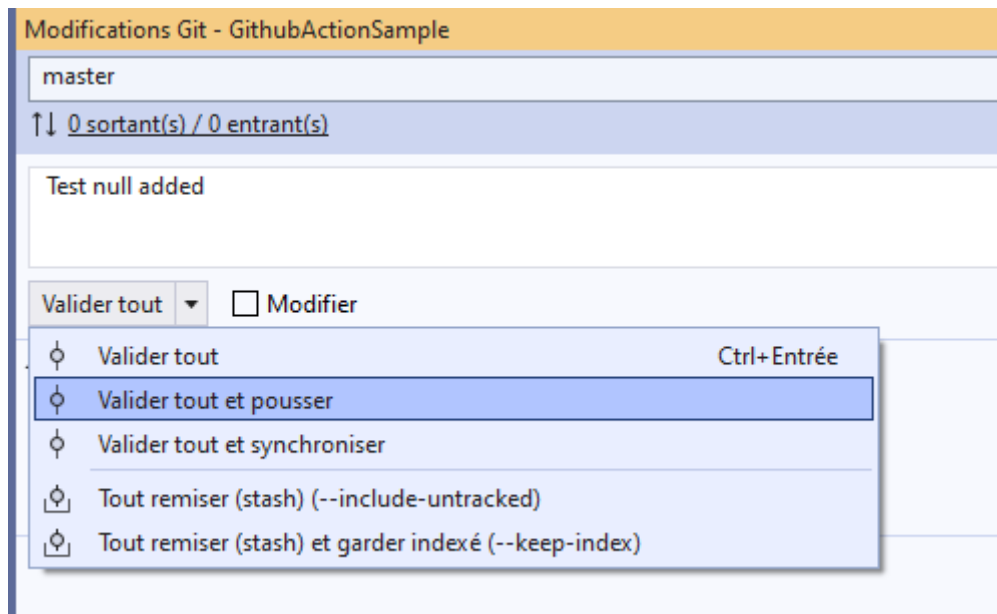 Modifications Git - GithubActionSample
master
0 sortant(s) / 0 entrant(s)
Test null added
Valider tout Modifier
Valider tout Ctrl+Entrée
Valider tout et pousser
Valider tout et synchroniser
Tout remiser (stash) (--include-untracked)
Tout remiser (stash) et garder indexé (--keep-index)